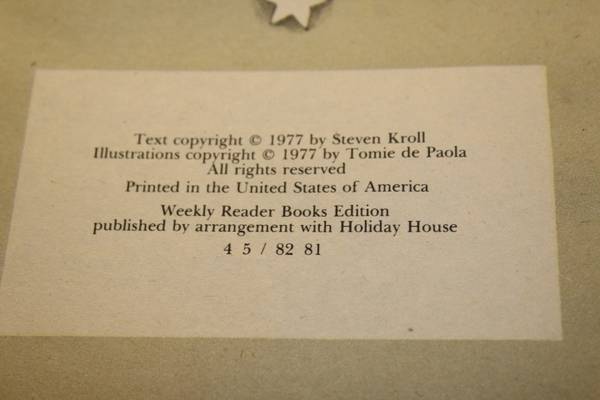 Text copyright © 1977 by Steven Kroll
Illustrations copyright © 1977 by Tomie de Paola
All rights reserved
Printed in the United States of America
Weekly Reader Books Edition
published by arrangement with Holiday House
4 5 / 82 81